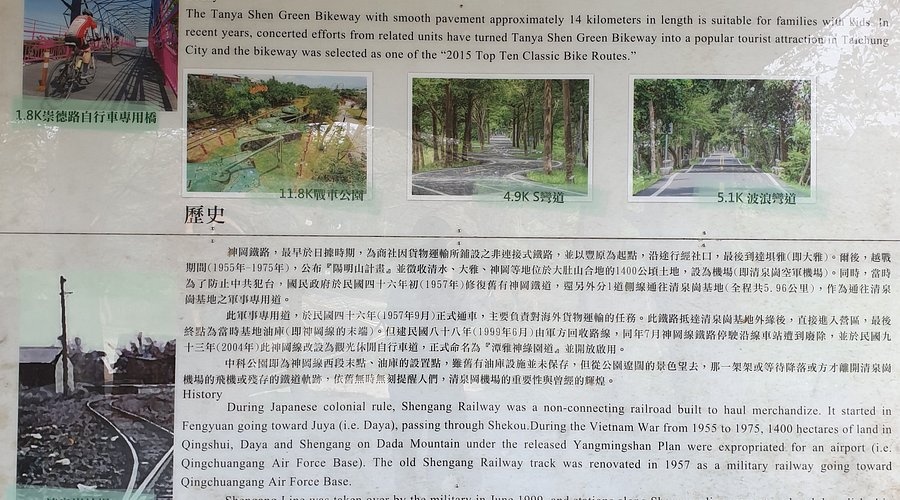 The Tanya Shen Green Bikeway with smooth pavement approximately 14 kilometers in length is suitable for families with kids. In
recent years, concerted efforts from related units have turned Tanya Shen Green Bikeway into a popular tourist attraction in Taichung
City and the bikeway was selected as one of the “2015 Top Ten Classic Bike Routes.”
1.8K崇德路自行車專用橋
11.8K戰車公園
4.9K S彎道
5.1K 波浪彎道
歷史
神岡鐵路，最早於日據時期，為商社因貨物運輸所鋪設之非連接式鐵路，並以豐原為起點，沿途行經社口，最後到達坦雅(即大雅)。爾後，越戰
期間(1955年-1975年)，公布『陽明山計畫』並徵收清水、大雅、神岡等地位於大肚山台地的1400公頃土地，設為機場(即清泉崗空軍機場)。同時，當時
為了防止中共犯台，國民政府於民國四十六年初(1957年)修復舊有神岡鐵道，還另外分1道側線通往清泉崗基地(全程共5.96公里)，作為通往清泉
崗基地之軍事專用道。
此軍事專用道，於民國四十六年(1957年9月)正式通車，主要負責對海外貨物運輸的任務。此鐵路抵達清泉崗基地外緣後，直接進入營區，最後
終點為當時基地油庫(即神岡線的末端)。但建民國八十八年(1999年6月)由軍方回收路線，同年7月神岡線鐵路停駛沿線車站遭到廢除，並於民國九
十三年(2004年)此神岡線改設為觀光休閒自行車道，正式命名為『潭雅神綠園道』並開放啟用。
中科公園即為神岡線西段末點、油庫的設置點，雖舊有油庫設施並未保存，但從公園遼闊的景色望去，那一架架或等待降落或方才離開清泉崗
機場的飛機或殘存的鐵道軌跡，依舊無時無刻提醒人們，清泉岡機場的重要性與曾經的輝煌。
History
During Japanese colonial rule, Shengang Railway was a non-connecting railroad built to haul merchandize. It started in
Fengyuan going toward Juya (i.e. Daya), passing through Shekou.During the Vietnam War from 1955 to 1975, 1400 hectares of land in
Qingshui, Daya and Shengang on Dada Mountain under the released Yangmingshan Plan were expropriated for an airport (i.e.
Qingchuangang Air Force Base). The old Shengang Railway track was renovated in 1957 as a military railway going toward
Qingchuangang Air Force Base.